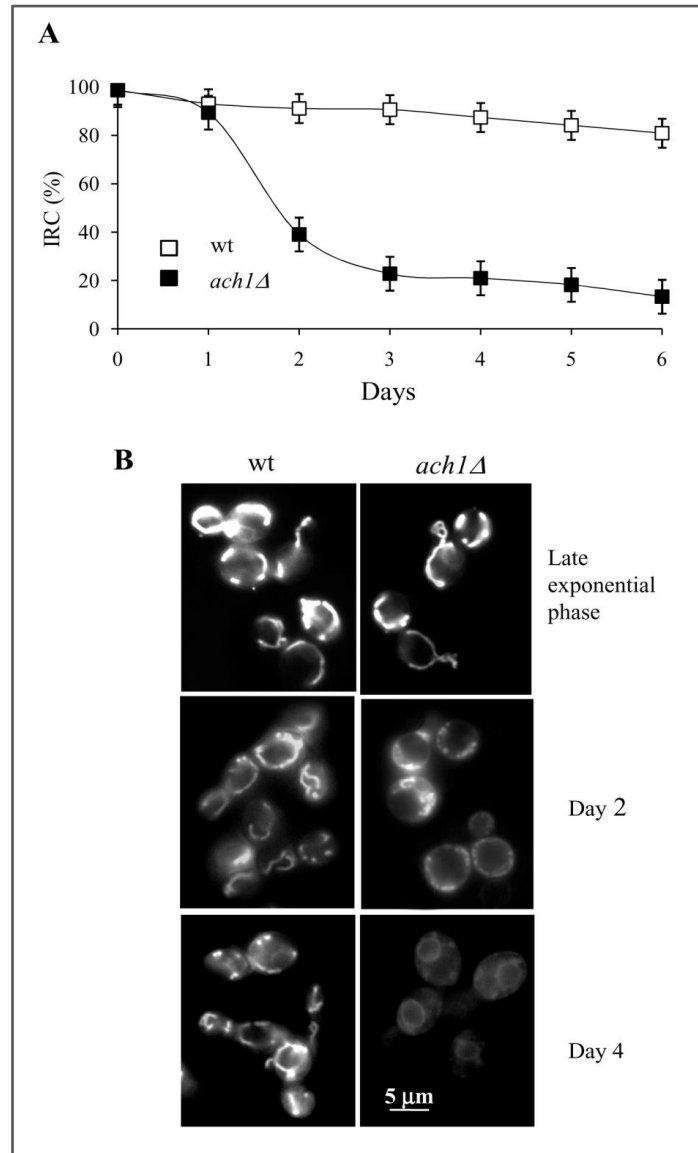 A
100
80
60
40
20
0
IRC (%)
wt
ach1Δ
0 1 2 3 4 5 6
Days
B
wt ach1Δ
Late
exponential
phase
Day 2
Day 4
5 μm